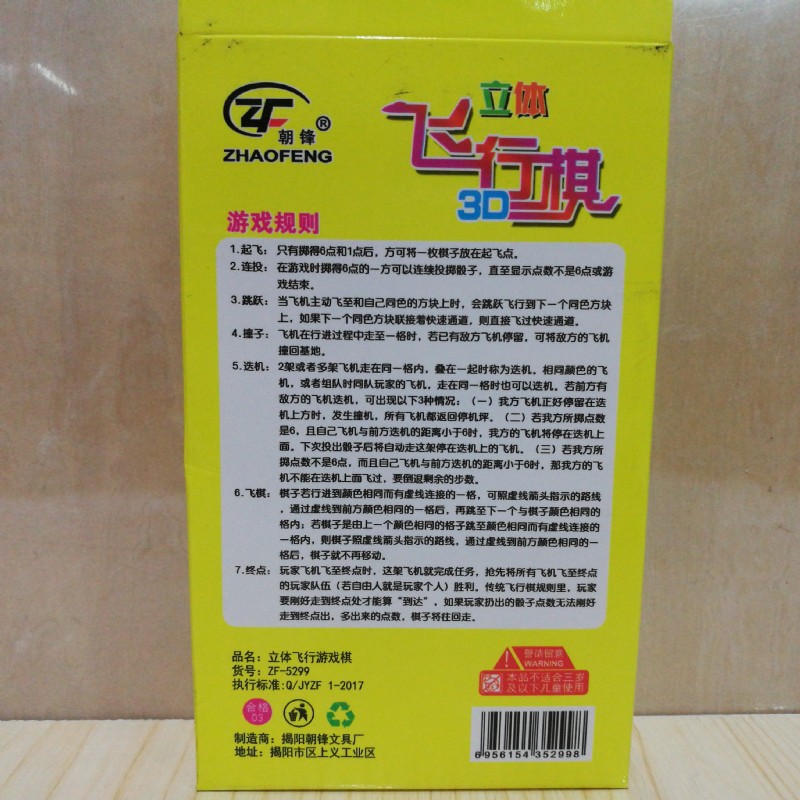 ZF
朝锋®
ZHAOFENG
立体
飞行棋
3D
游戏规则
1.起飞：只有掷得6点和1点后，方可将一枚棋子放在起飞点。
2.连投：在游戏时掷得6点的一方可以连续投掷骰子，直至显示点数不是6点或游
戏结束。
3.跳跃：当飞机主动飞至和自己同色的方块上时，会跳跃飞行到下一个同色方块
上，如果下一个同色方块联接着快速通道，则直接飞过快速通道。
4.撞子：飞机在行进过程中走至一格时，若已有敌方飞机停留，可将敌方的飞机
撞回基地。
5.迭机：2架或者多架飞机走在同一格内，叠在一起时称为迭机。相同颜色的飞
机，或者组队时同队玩家的飞机，走在同一格时也可以迭机。若前方有
敌方的飞机迭机，可出现以下3种情况：（一）我方飞机正好停留在迭
机上方时，发生撞机，所有飞机都返回停机坪。（二）若我方所掷点数
是6，且自己飞机与前方迭机的距离小于6时，我方的飞机将停在迭机上
面。下次投出骰子后将自动走这架停在迭机上的飞机。（三）若我方所
掷点数不是6点，而且自己飞机与前方迭机的距离小于6时，那我方的飞
机不能在迭机上面飞过，要倒退剩余的步数。
6.飞棋：棋子若行进到颜色相同而有虚线连接的一格，可照虚线箭头指示的路线
，通过虚线到前方颜色相同的一格后，再跳至下一个与棋子颜色相同的
格内；若棋子是由上一个颜色相同的格子跳至颜色相同而有虚线连接的
一格内，则棋子照虚线箭头指示的路线，通过虚线到前方颜色相同的一
格后，棋子就不再移动。
7.终点：玩家飞机飞至终点时，这架飞机就完成任务，抢先将所有飞机飞至终点
的玩家队伍（若自由人就是玩家个人）胜利。传统飞行棋规则里，玩家
要刚好走到终点处才能算“到达”，如果玩家扔出的骰子点数无法刚好
走到终点出，多出来的点数，棋子将往回走。
品名：立体飞行游戏棋
货号：ZF-5299
执行标准:Q/JYZF 1-2017
合格
03
制造商：揭阳朝锋文具厂
地址：揭阳市区上义工业区
警读留意
WARNING
本品不适合三岁
及以下儿童使用
6956154352998